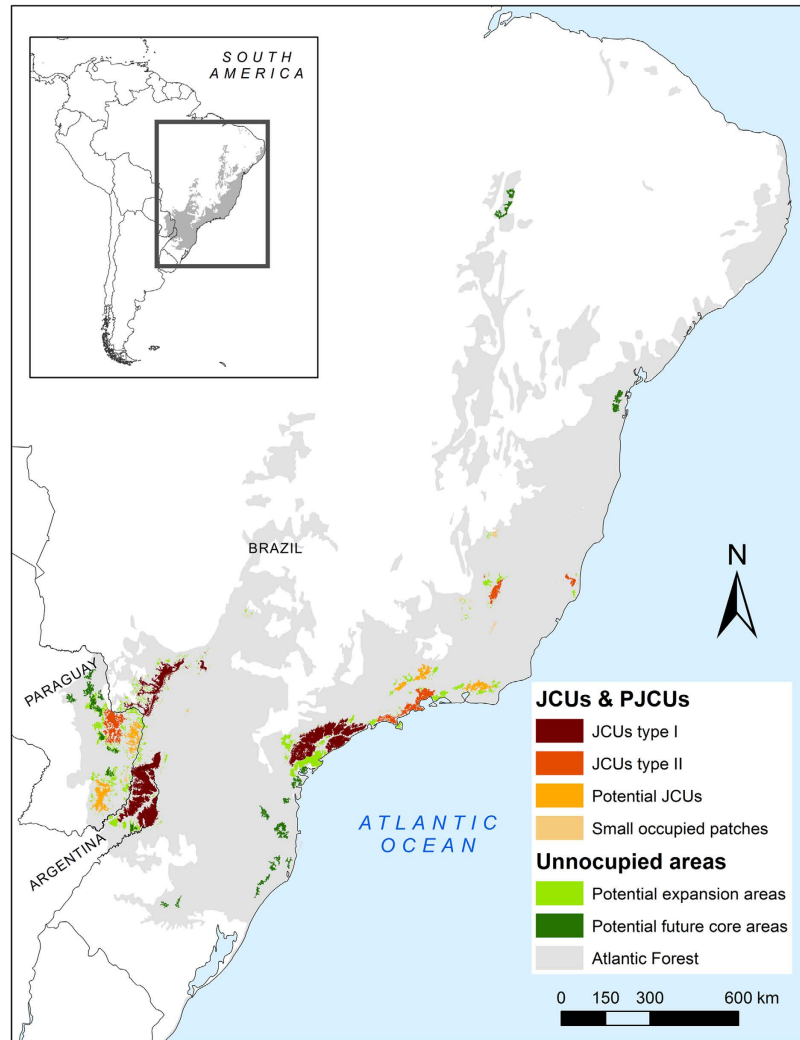 SOUTH
AMERICA
BRAZIL
PARAGUAY
ARGENTINA
ATLANTIC
OCEAN
N
JCUs & PJCUs
JCUs type I
JCUs type II
Potential JCUs
Small occupied patches
Unnocupied areas
Potential expansion areas
Potential future core areas
Atlantic Forest
0 150 300 600 km